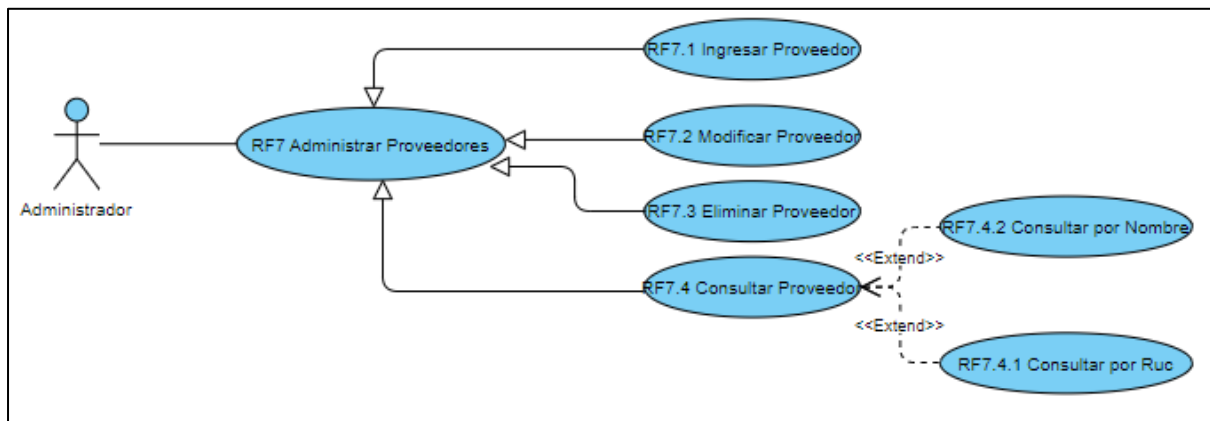 RF7.1 Ingresar Proveedor
RF7 Administrar Proveedores
RF7.2 Modificar Proveedor
Administrador
RF7.3 Eliminar Proveedor
RF7.4.2 Consultar por Nombre
<<Extend>>
RF7.4 Consultar Proveedor
<<Extend>>
RF7.4.1 Consultar por Ruc